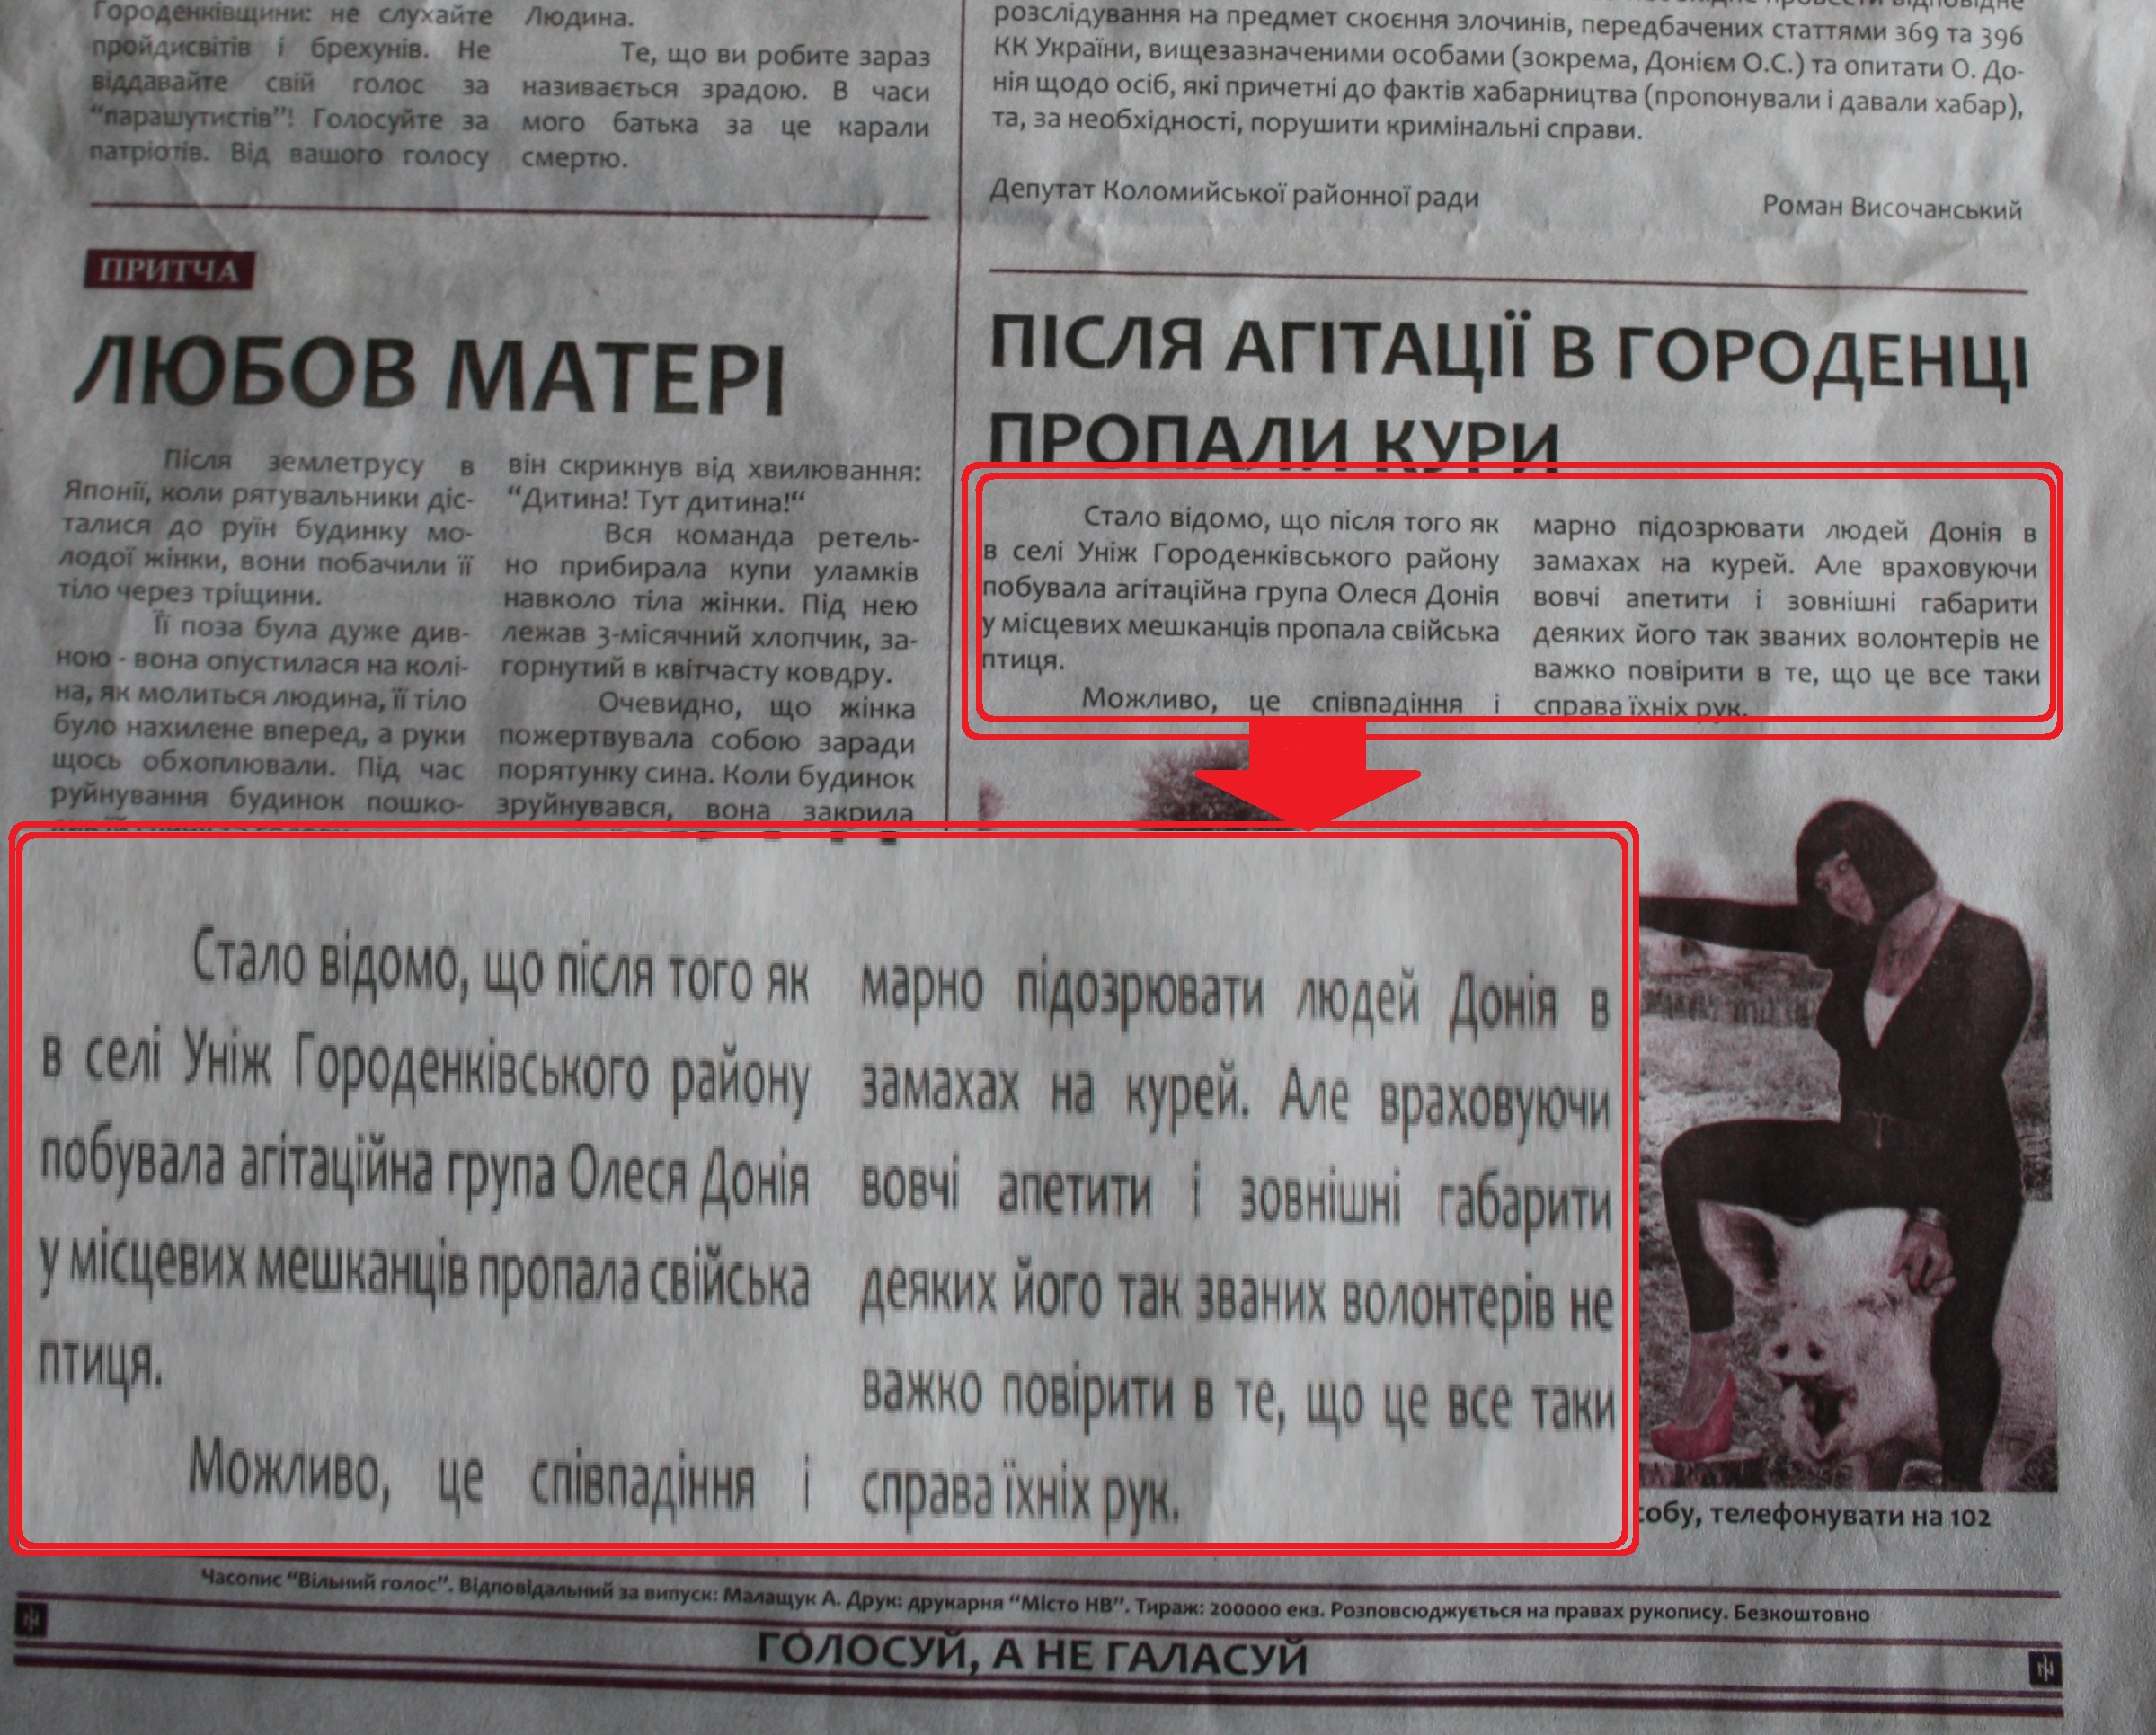 Городенківщини: не слухайте
пройдисвітів і брехунів. Не
віддавайте свій голос за
“парашутистів”! Голосуйте за
патріотів. Від вашого голосу
Людина.
Те, що ви робите зараз
називається зрадою. В часи
мого батька за це карали
смертю.
розслідування на предмет скоєння злочинів, передбачених статтями 369 та 396
КК України, вищезазначеними особами (зокрема, Донієм О.С.) та опитати О. До-
нія щодо осіб, які причетні до фактів хабарництва (пропонували і давали хабар),
та, за необхідності, порушити кримінальні справи.
Депутат Коломийської районної ради Роман Височанський
ПРИТЧА
ЛЮБОВ МАТЕРІ
Після землетрусу в
Японії, коли рятувальники діс-
талися до руїн будинку мо-
лодої жінки, вони побачили її
тіло через тріщини.
Її поза була дуже див-
ною - вона опустилася на колі-
на, як молиться людина, її тіло
було нахилене вперед, а руки
щось обхоплювали. Під час
руйнування будинок пошко-
він скрикнув від хвилювання:
“Дитина! Тут дитина!“
Вся команда ретель-
но прибирала купи уламків
навколо тіла жінки. Під нею
лежав 3-місячний хлопчик, за-
горнутий в квітчасту ковдру.
Очевидно, що жінка
пожертвувала собою заради
порятунку сина. Коли будинок
зруйнувався, вона закрила
ПІСЛЯ АГІТАЦІЇ В ГОРОДЕНЦІ
ПРОПАЛИ КУРИ
Стало відомо, що після того як
в селі Уніж Городенківського району
побувала агітаційна група Олеся Донія
у місцевих мешканців пропала свійська
птиця.
Можливо, це співпадіння і
марно підозрювати людей Донія в
замахах на курей. Але враховуючи
вовчі апетити і зовнішні габарити
деяких його так званих волонтерів не
важко повірити в те, що це все таки
справа їхніх рук.
Стало відомо, що після того як
в селі Уніж Городенківського району
побувала агітаційна група Олеся Донія
у місцевих мешканців пропала свійська
птиця.
Можливо, це співпадіння і
марно підозрювати людей Донія в
замахах на курей. Але враховуючи
вовчі апетити і зовнішні габарити
деяких його так званих волонтерів не
важко повірити в те, що це все таки
справа їхніх рук.
собу, телефонувати на 102
Часопис “Вільний голос”. Відповідальний за випуск: Малащук А. Друк: друкарня “Місто НВ”. Тираж: 200000 екз. Розповсюджується на правах рукопису. Безкоштовно
ГОЛОСУЙ, А НЕ ГАЛАСУЙ